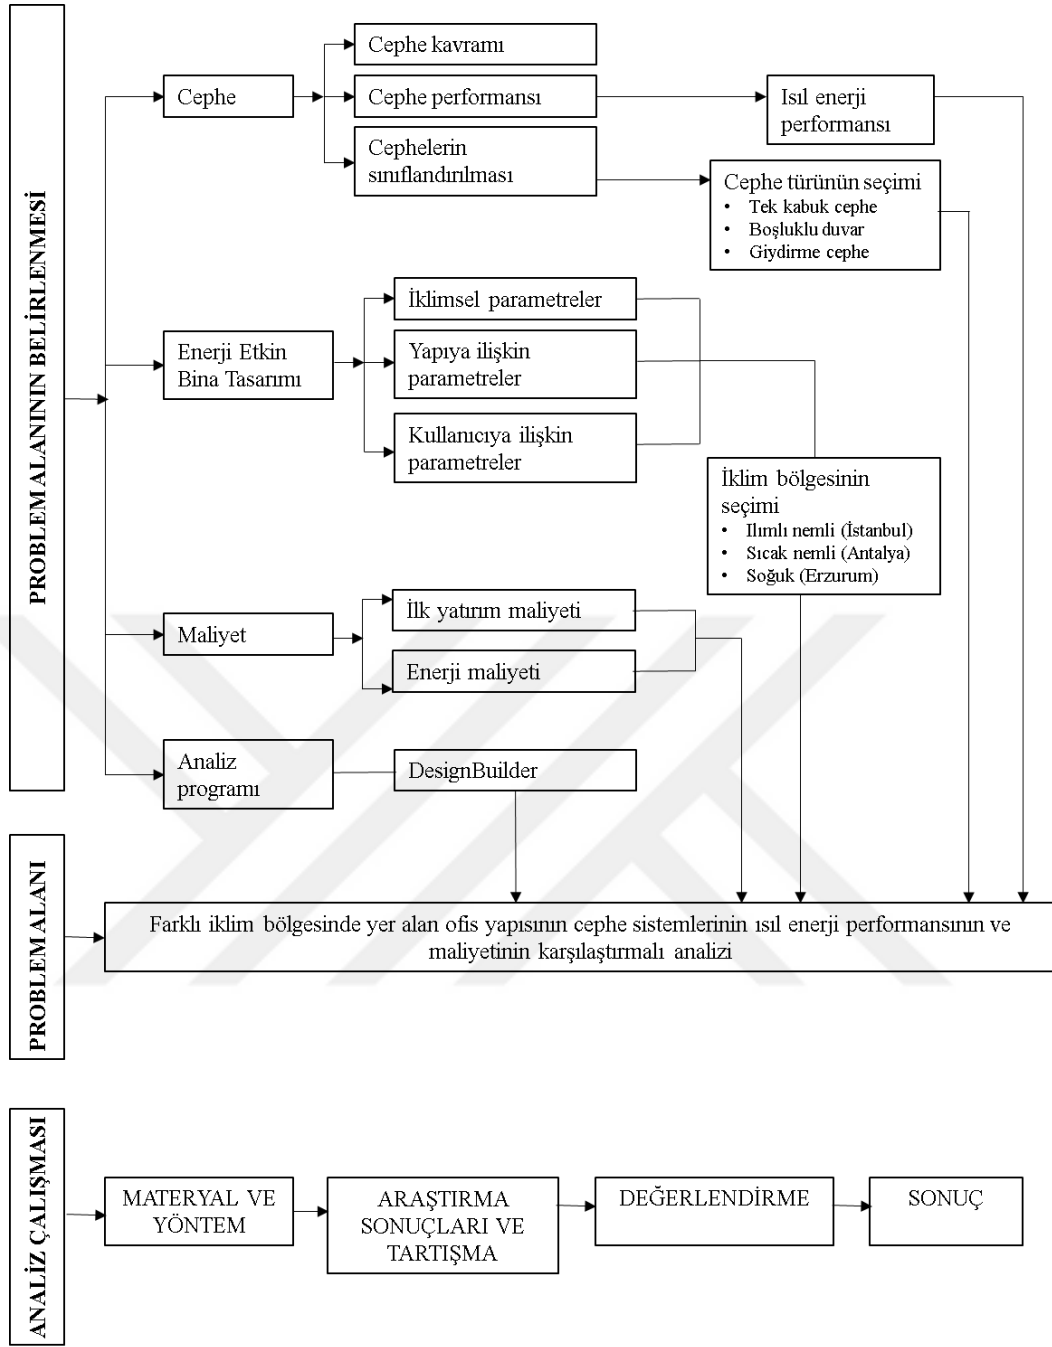 PROBLEM ALANININ BELİRLENMESİ
Cephe
Cephe kavramı
Cephe performansı
Cephelerin
sınıflandırılması
Isıl enerji
performansı
Cephe türünün seçimi
• Tek kabuk cephe
• Boşluklu duvar
• Giydirme cephe
Enerji Etkin
Bina Tasarımı
İklimsel parametreler
Yapıya ilişkin
parametreler
Kullanıcıya ilişkin
parametreler
İklim bölgesinin
seçimi
• Ilımlı nemli (İstanbul)
• Sıcak nemli (Antalya)
• Soğuk (Erzurum)
Maliyet
İlk yatırım maliyeti
Enerji maliyeti
Analiz
programı
DesignBuilder
PROBLEM ALANI
Farklı iklim bölgesinde yer alan ofis yapısının cephe sistemlerinin ısıl enerji performansının ve
maliyetinin karşılaştırmalı analizi
ANALİZ ÇALIŞMASI
MATERYAL VE
YÖNTEM
ARAŞTIRMA
SONUÇLARI VE
TARTIŞMA
DEĞERLENDİRME
SONUÇ